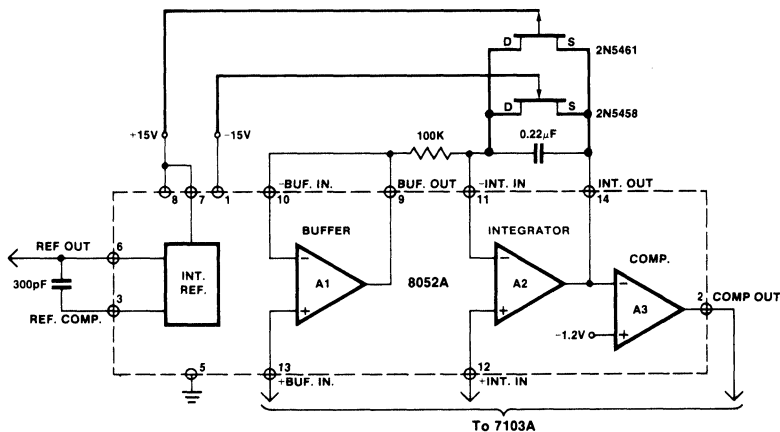 D S 2N5461
D S 2N5458
+15V -15V
100K 0.22µF
8 7 1 -BUF. IN. 10 BUF. OUT 9 -INT. IN 11 INT. OUT 14
REF OUT 6
BUFFER
INTEGRATOR
COMP.
300pF
INT. REF.
- A1 +
8052A
- A2 +
- A3 +
2 COMP OUT
REF. COMP. 3
-1.2V
5
13 +BUF. IN.
12 +INT. IN
To 7103A